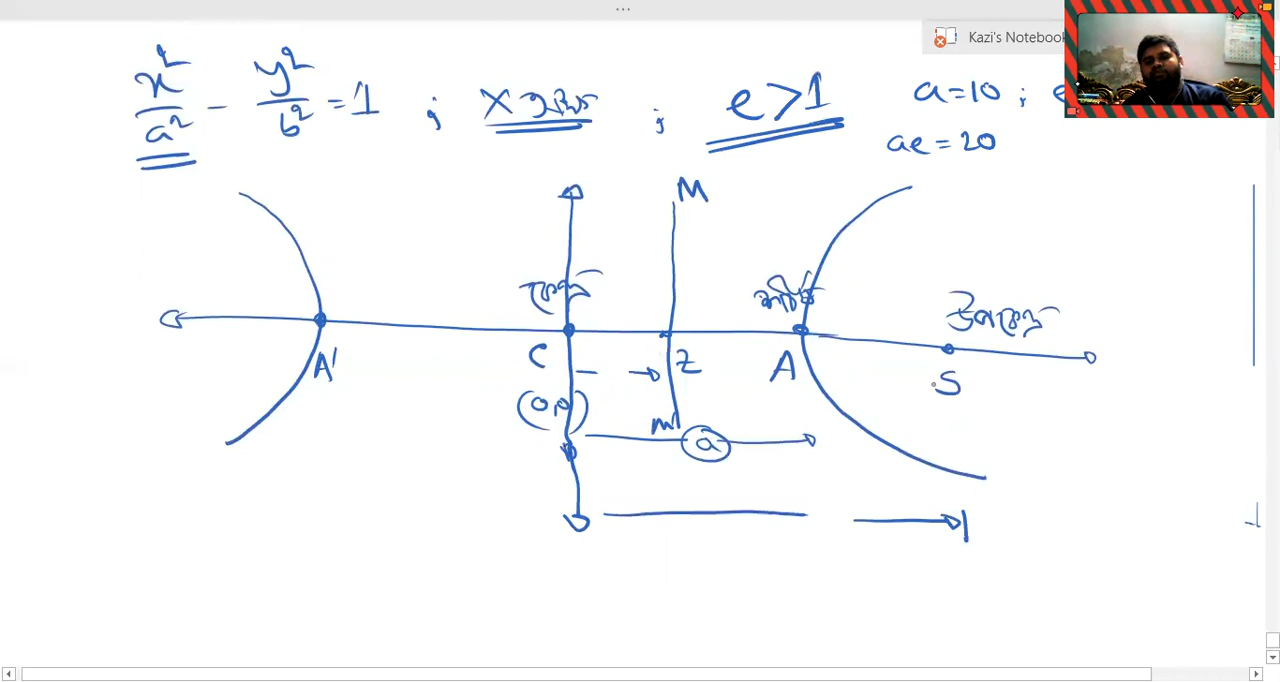 x²/a² - y²/b² = 1 ; X অক্ষ ; e>1 a=10 ; e
ae = 20
Kazi's Notebook
M
কেন্দ্র শীর্ষ উপকেন্দ্র
A' C Z A S
(0,0) M'
a